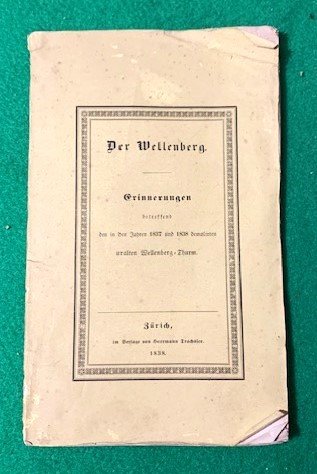 Der Wellenberg.
Erinnerungen
betreffend
den in den Jahren 1837 und 1838 demolirten
uralten Wellenberg-Thurm.
Zürich,
im Verlage von Herrmann Trachsler.
1838.